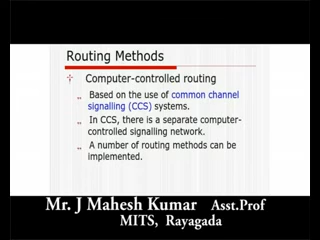 Routing Methods
† Computer-controlled routing
„ Based on the use of common channel
signalling (CCS) systems.
„ In CCS, there is a separate computer-
controlled signalling network.
„ A number of routing methods can be
implemented.
Mr. J Mahesh Kumar Asst.Prof
MITS, Rayagada